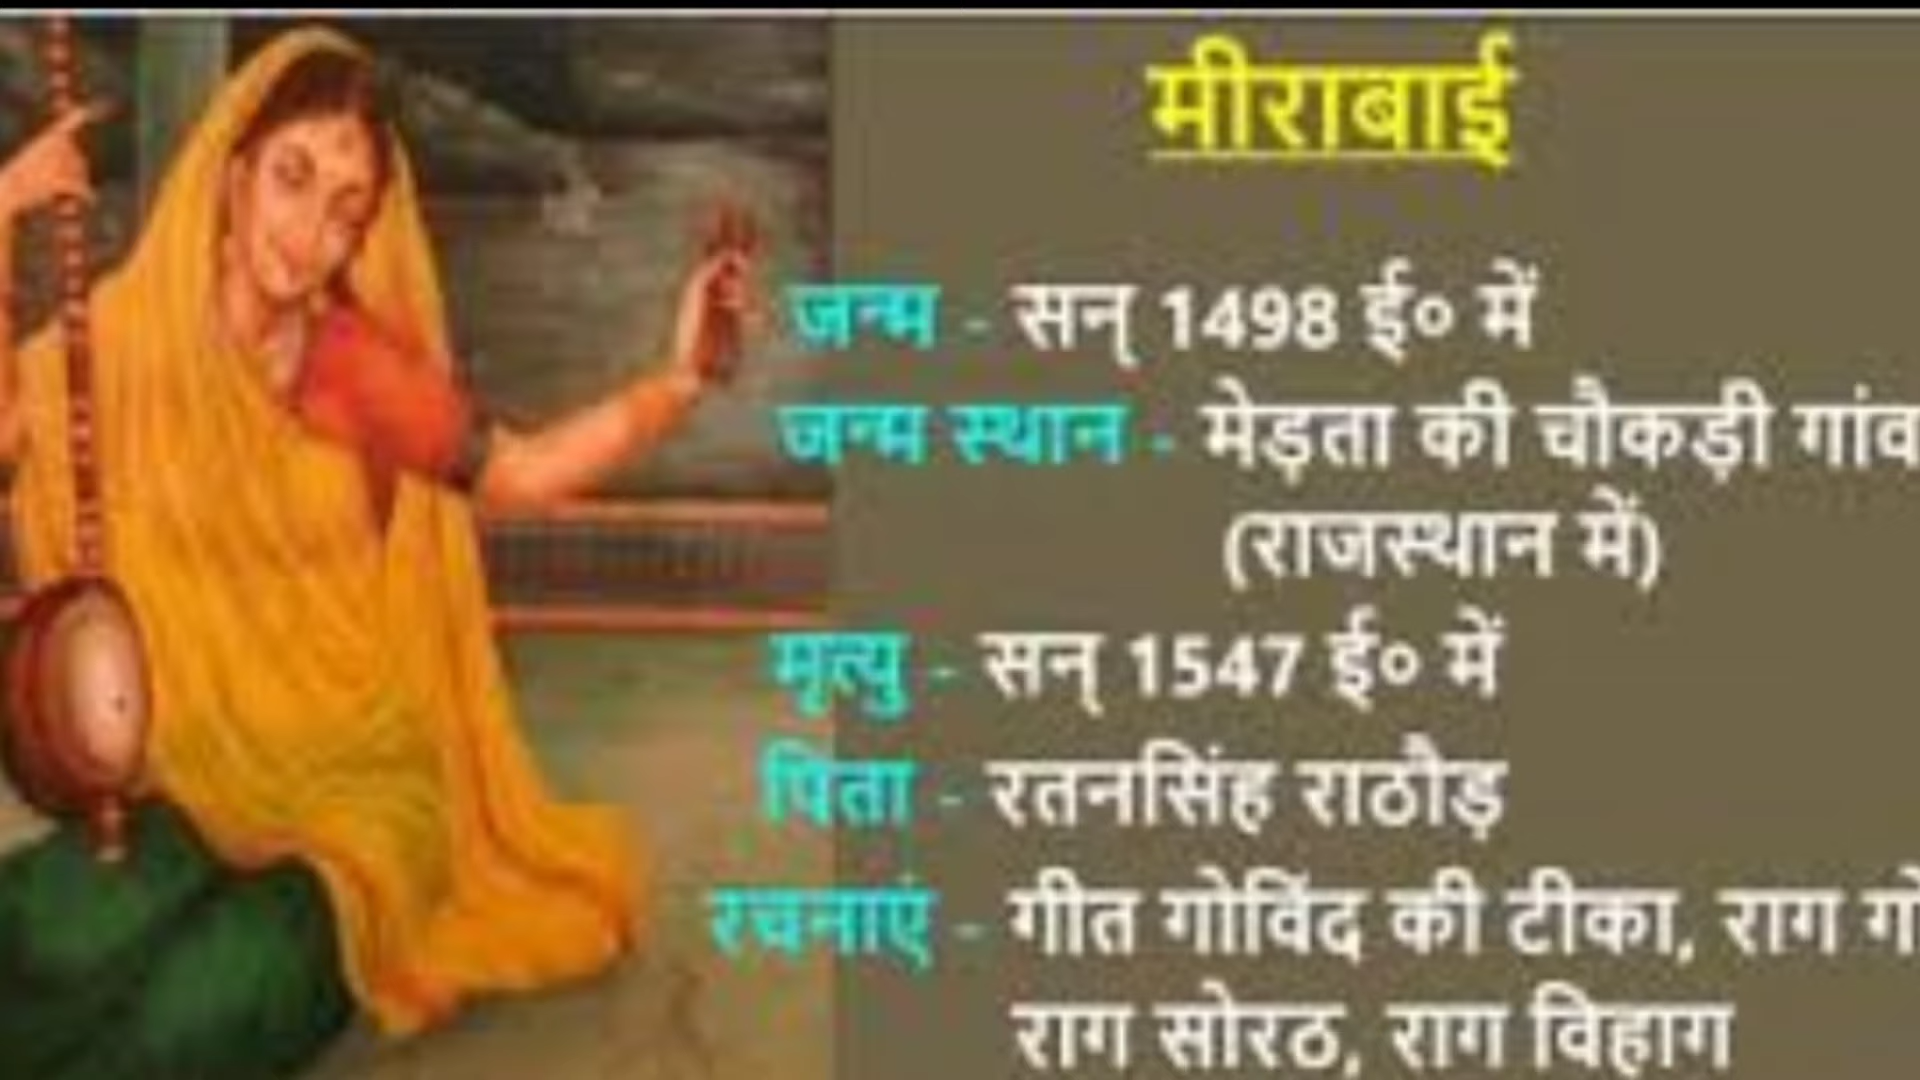 मीराबाई
जन्म - सन् 1498 ई० में
जन्म स्थान - मेड़ता की चौकड़ी गांव
(राजस्थान में)
मृत्यु - सन् 1547 ई० में
पिता - रतनसिंह राठौड़
रचनाएं - गीत गोविंद की टीका, राग
राग सोरठ, राग विहाग